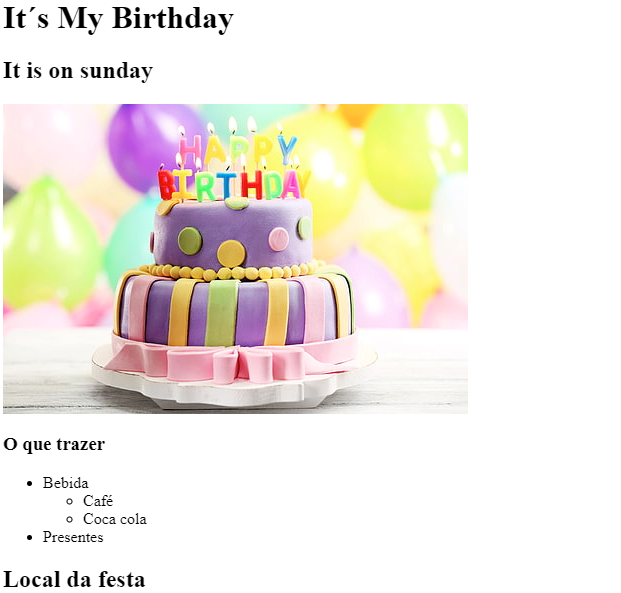 It´s My Birthday
It is on sunday
HAPPY
BIRTHDAY
O que trazer
Bebida
Café
Coca cola
Presentes
Local da festa